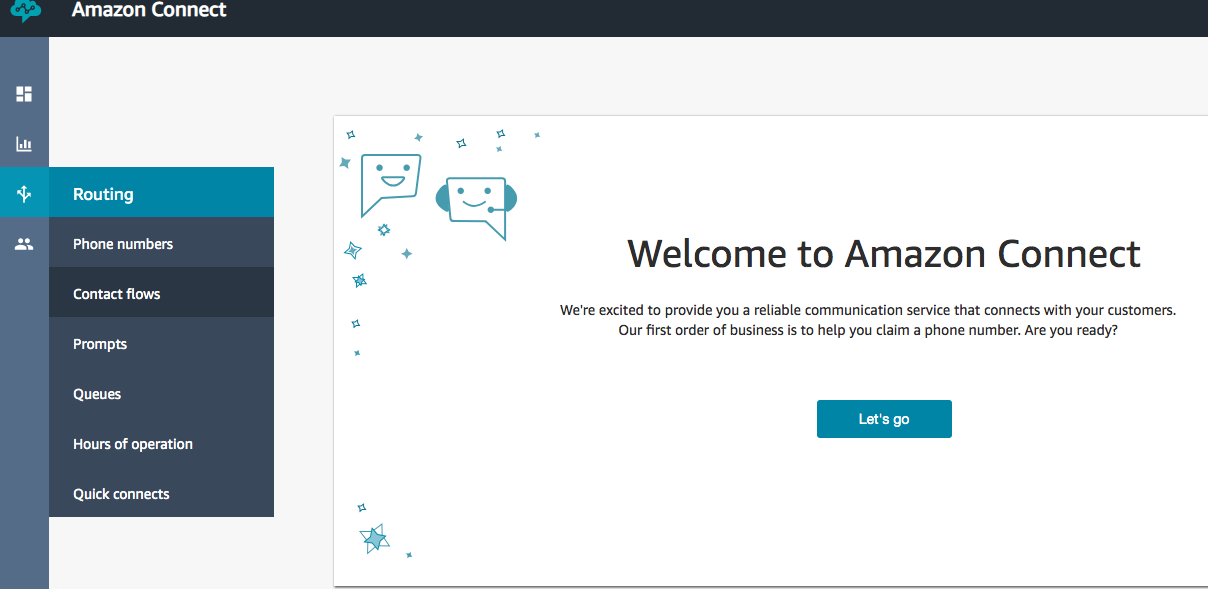 Amazon Connect
Routing
Phone numbers
Contact flows
Prompts
Queues
Hours of operation
Quick connects
Welcome to Amazon Connect
We're excited to provide you a reliable communication service that connects with your customers.
Our first order of business is to help you claim a phone number. Are you ready?
Let's go